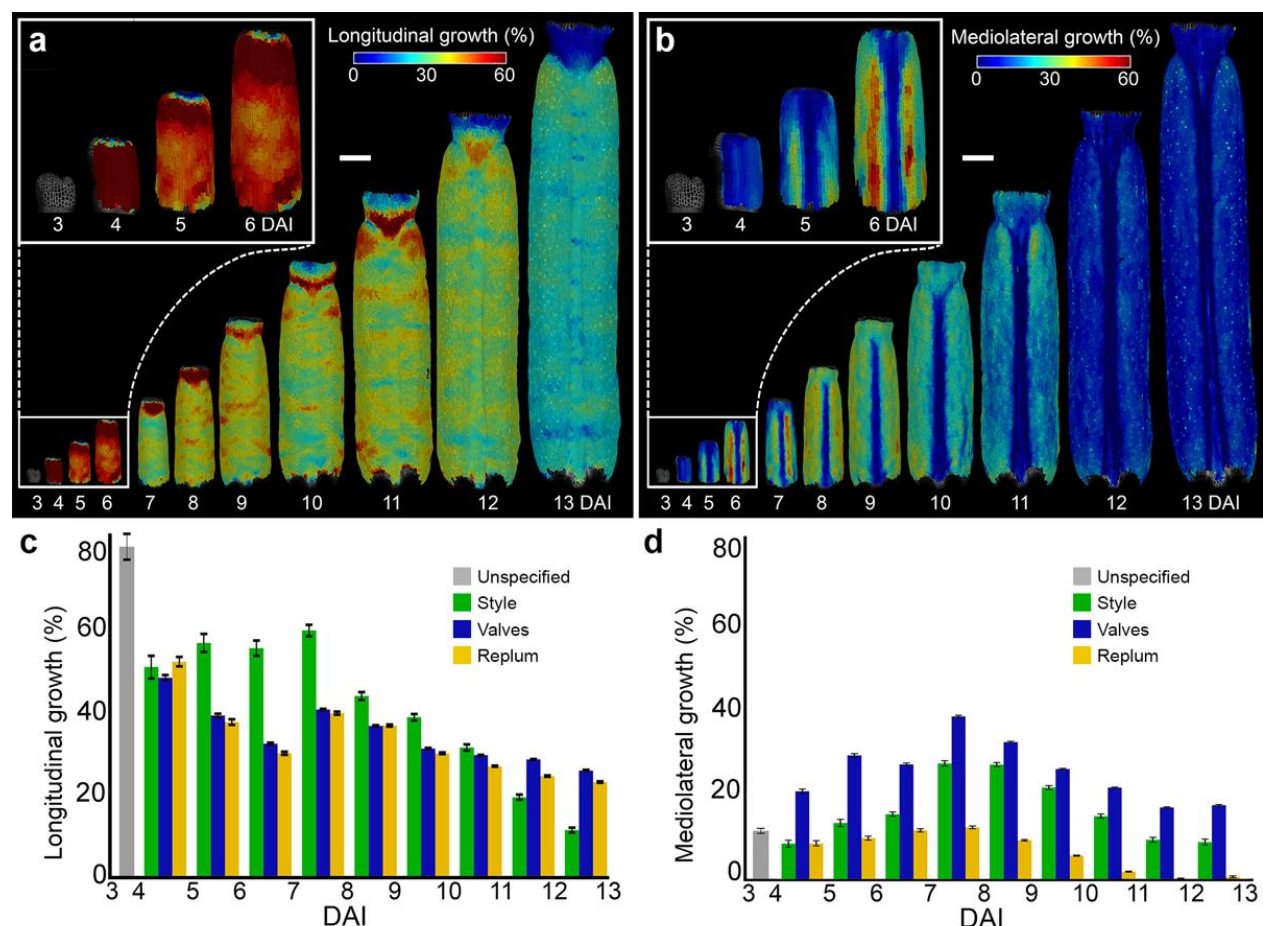 a
Longitudinal growth (%)
0 30 60
3 4 5 6 DAI
3 4 5 6 7 8 9 10 11 12 13 DAI
b
Mediolateral growth (%)
0 30 60
3 4 5 6 DAI
3 4 5 6 7 8 9 10 11 12 13 DAI
c
Longitudinal growth (%)
80
60
40
20
0
Unspecified
Style
Valves
Replum
3 4 5 6 7 8 9 10 11 12 13
DAI
d
Mediolateral growth (%)
80
60
40
20
0
Unspecified
Style
Valves
Replum
3 4 5 6 7 8 9 10 11 12 13
DAI